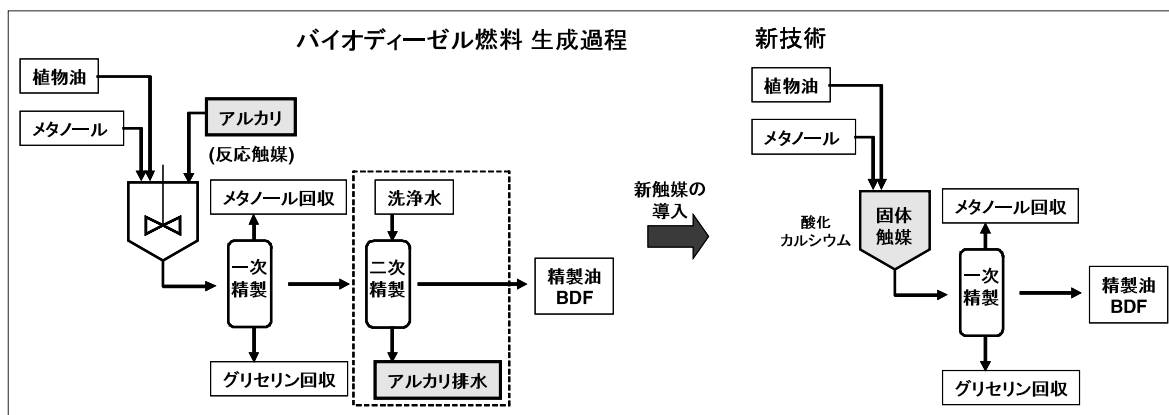 バイオディーゼル燃料 生成過程
植物油
メタノール
アルカリ
(反応触媒)
メタノール回収
一次
精製
グリセリン回収
洗浄水
二次
精製
アルカリ排水
精製油
BDF
新触媒の
導入
新技術
植物油
メタノール
酸化
カルシウム
固体
触媒
メタノール回収
一次
精製
グリセリン回収
精製油
BDF